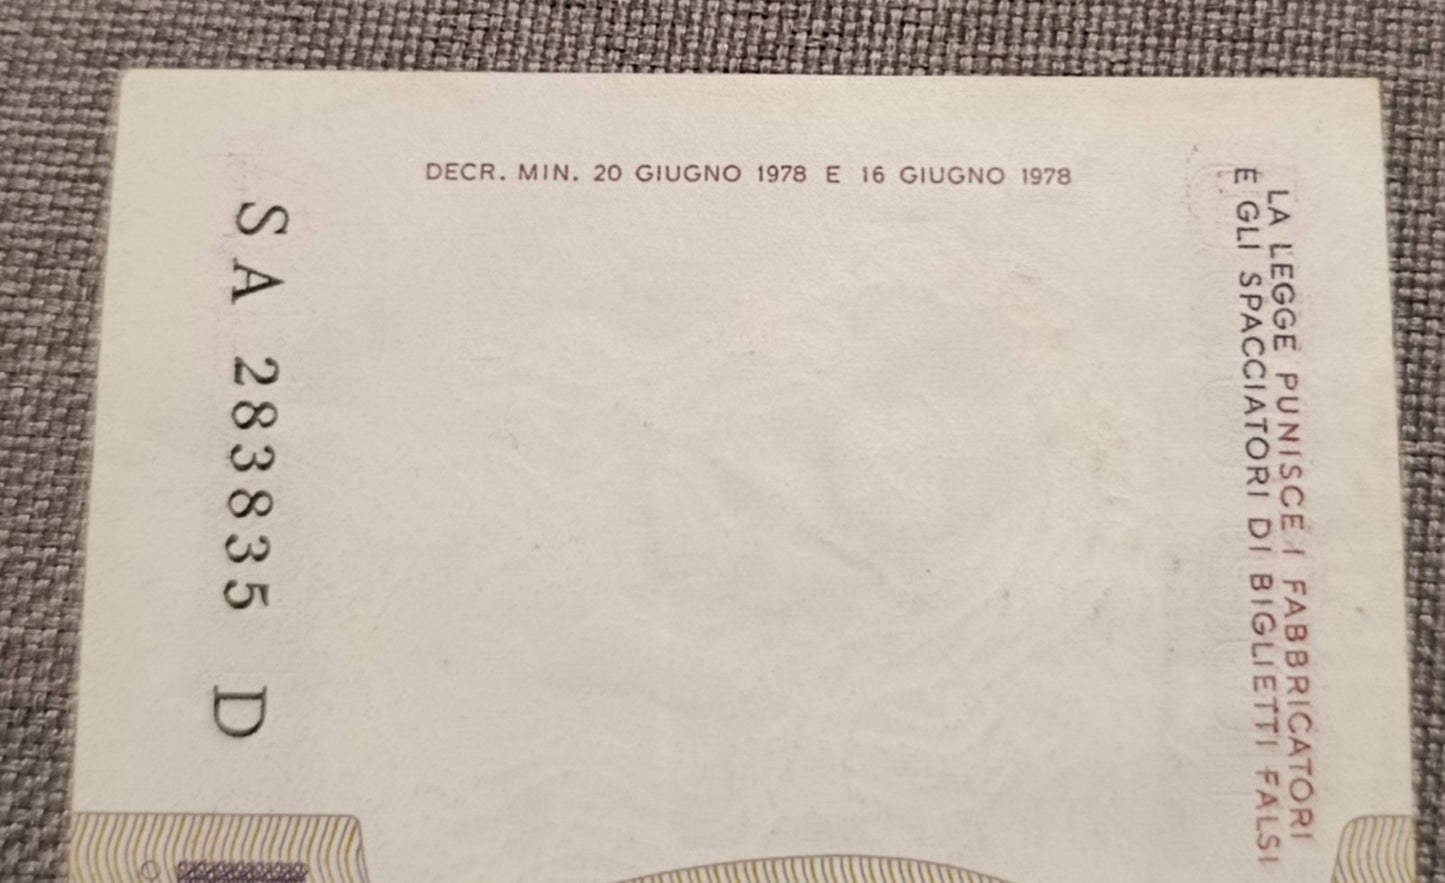 DECR. MIN. 20 GIUGNO 1978 E 16 GIUGNO 1978
SA 283835 D
LA LEGGE PUNISCE I FABBRICATORI
E GLI SPACCIATORI DI BIGLIETTI FALSI